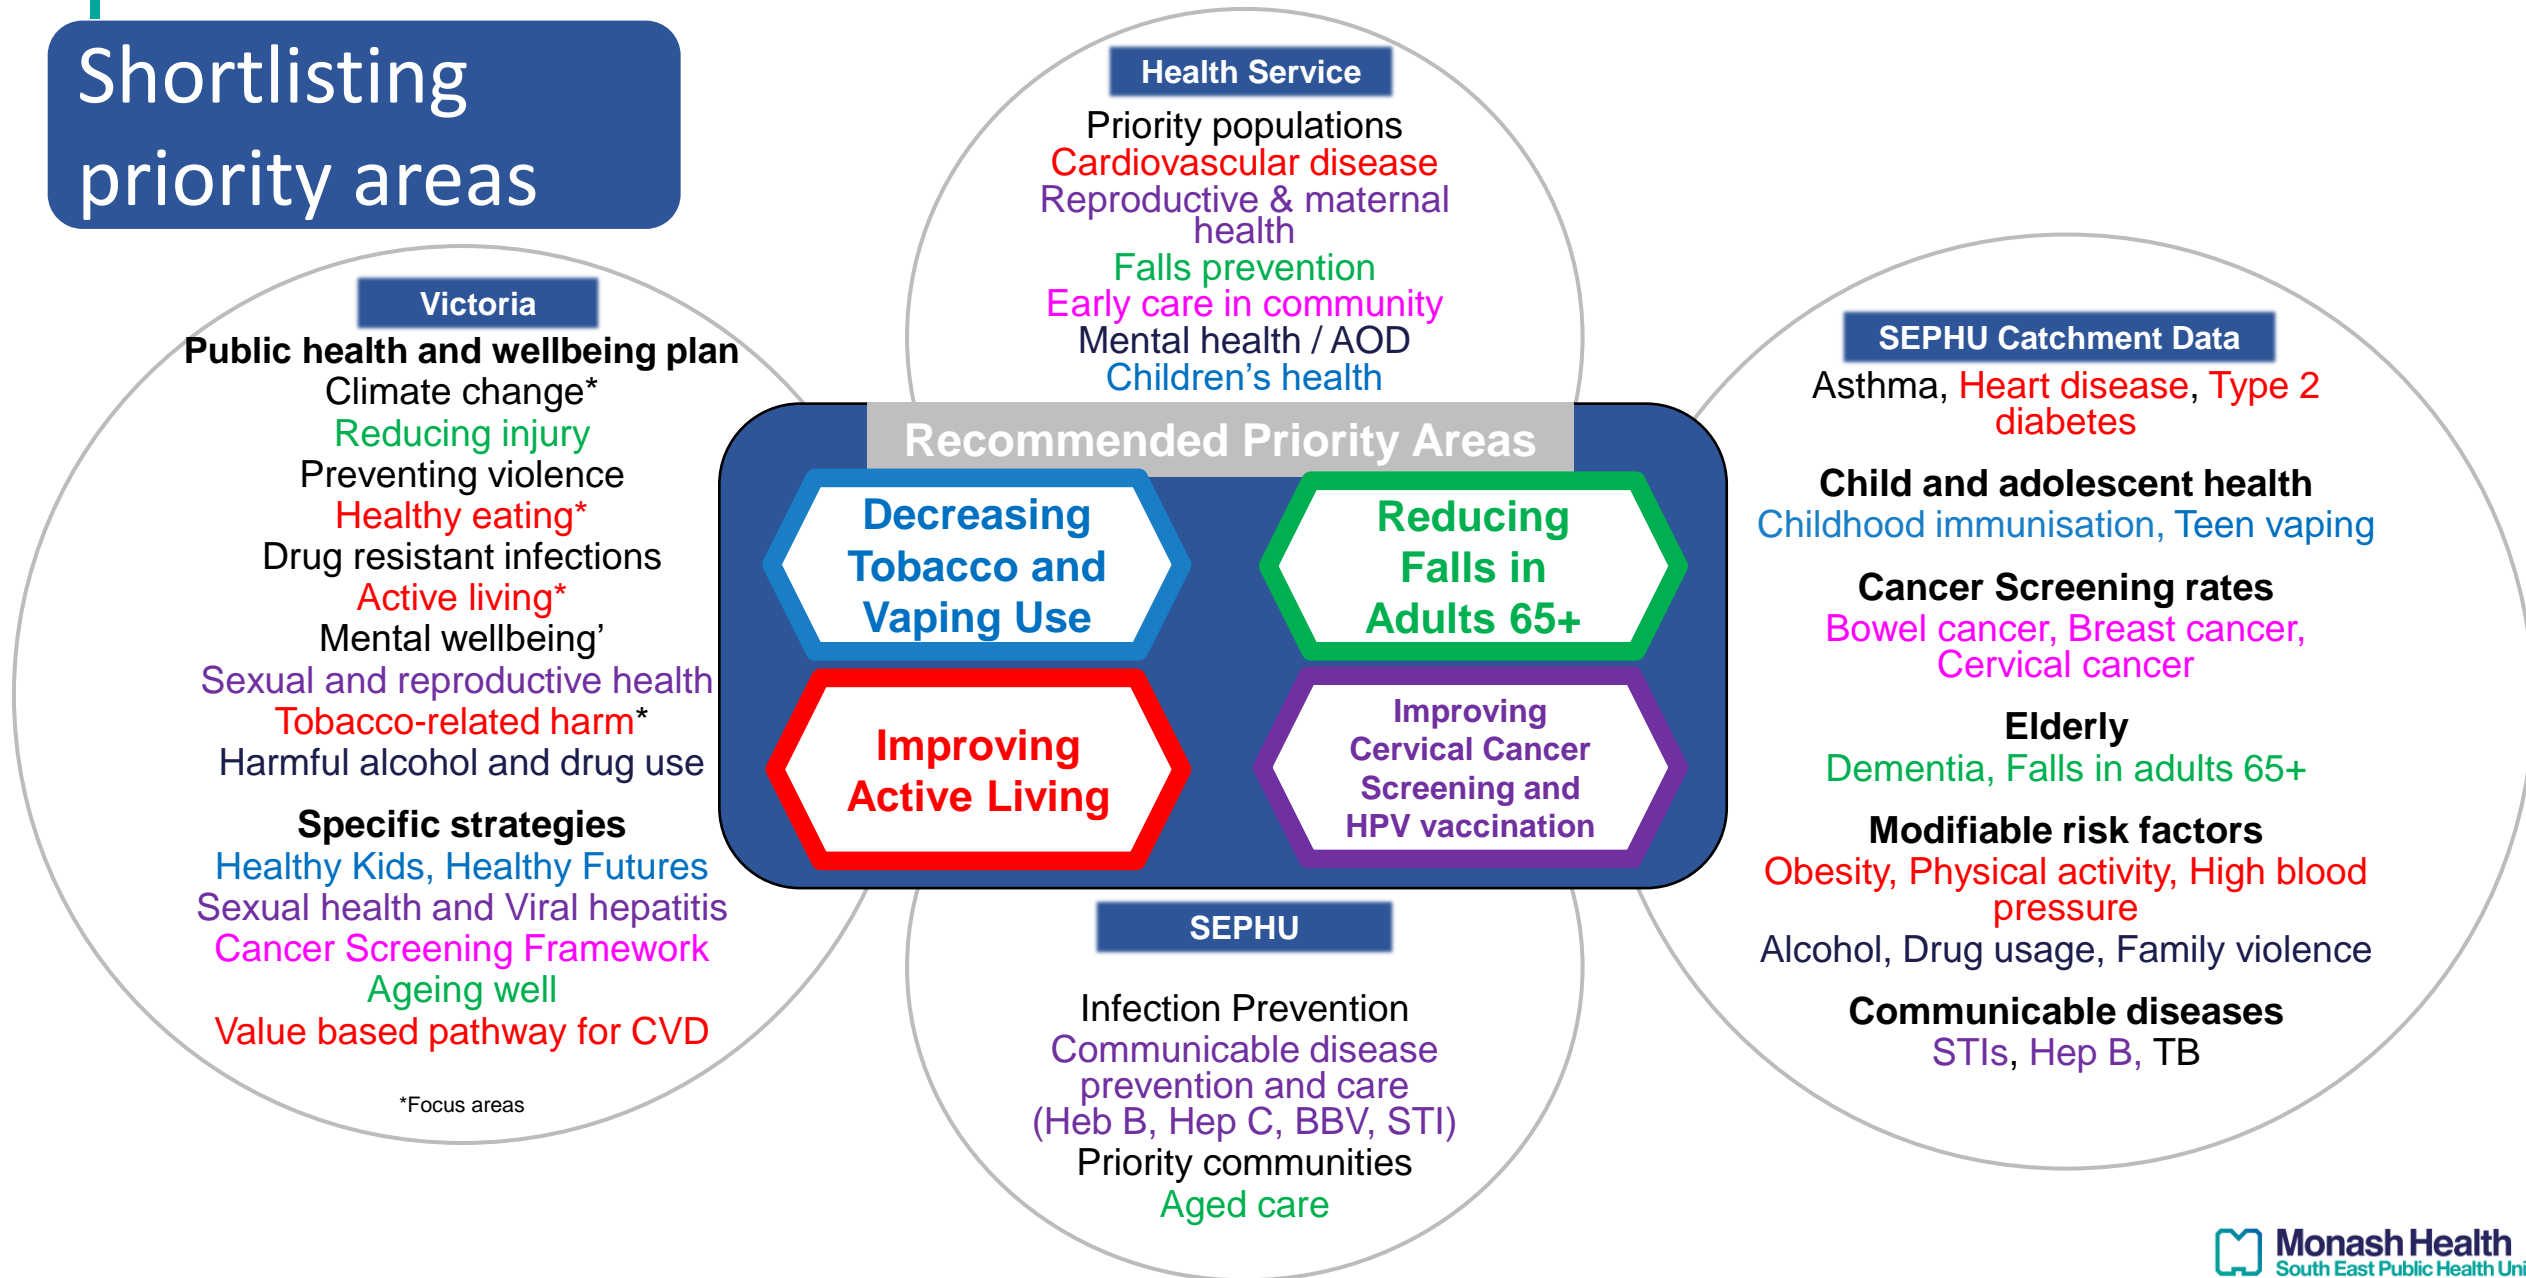 Shortlisting
priority areas
Health Service
Priority populations
Cardiovascular disease
Reproductive & maternal
health
Falls prevention
Early care in community
Mental health / AOD
Children’s health
Victoria
Public health and wellbeing plan
Climate change*
Reducing injury
Preventing violence
Healthy eating*
Drug resistant infections
Active living*
Mental wellbeing’
Sexual and reproductive health
Tobacco-related harm*
Harmful alcohol and drug use
Specific strategies
Healthy Kids, Healthy Futures
Sexual health and Viral hepatitis
Cancer Screening Framework
Ageing well
Value based pathway for CVD
*Focus areas
Recommended Priority Areas
Decreasing
Tobacco and
Vaping Use
Reducing
Falls in
Adults 65+
Improving
Active Living
Improving
Cervical Cancer
Screening and
HPV vaccination
SEPHU
Infection Prevention
Communicable disease
prevention and care
(Heb B, Hep C, BBV, STI)
Priority communities
Aged care
SEPHU Catchment Data
Asthma, Heart disease, Type 2
diabetes
Child and adolescent health
Childhood immunisation, Teen vaping
Cancer Screening rates
Bowel cancer, Breast cancer,
Cervical cancer
Elderly
Dementia, Falls in adults 65+
Modifiable risk factors
Obesity, Physical activity, High blood
pressure
Alcohol, Drug usage, Family violence
Communicable diseases
STIs, Hep B, TB
Monash Health
South East Public Health Uni